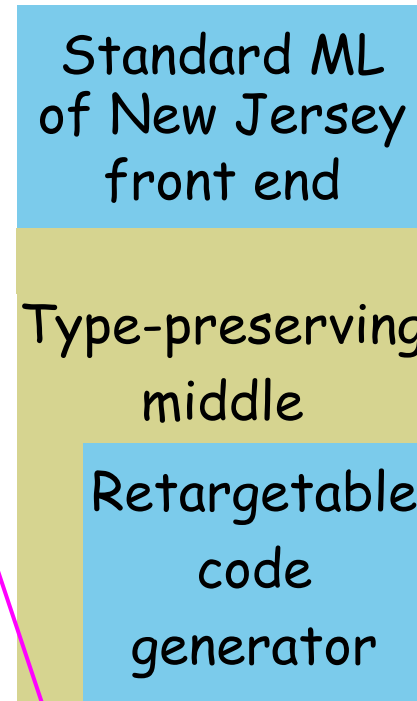 Standard ML
of New Jersey
front end
Type-preserving
middle
Retargetable
code
generator